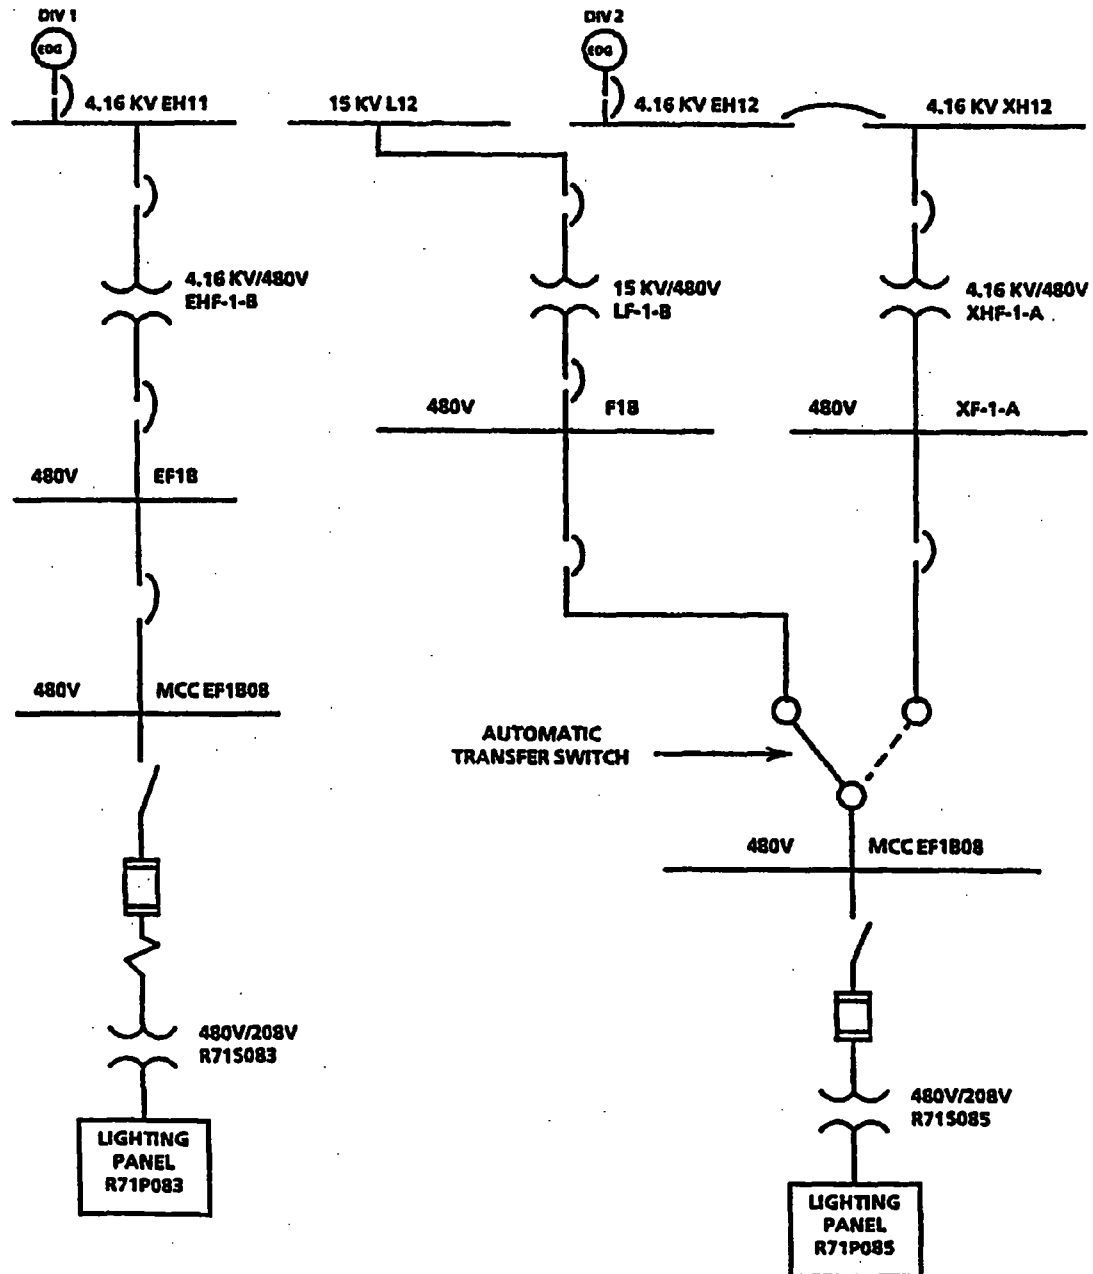 DIV 1
EDG
4.16 KV EH11
15 KV L12
DIV 2
EDG
4.16 KV EH12
4.16 KV XH12
4.16 KV/480V
EHF-1-B
15 KV/480V
LF-1-B
4.16 KV/480V
XHF-1-A
480V F1B
480V XF-1-A
480V EF1B
480V MCC EF1B08
AUTOMATIC
TRANSFER SWITCH
480V MCC EF1B08
480V/208V
R71S083
LIGHTING
PANEL
R71P083
480V/208V
R71S085
LIGHTING
PANEL
R71P085